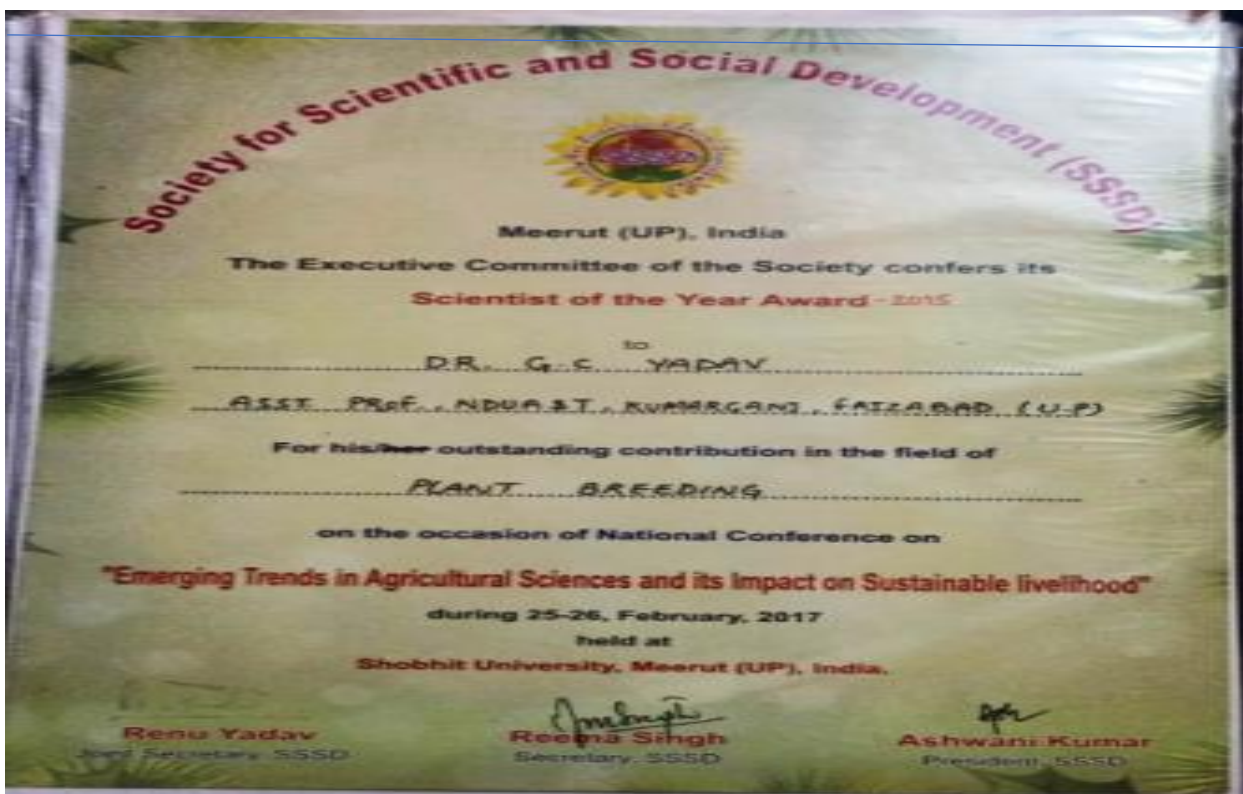 Society for Scientific and Social Development (SSSD)
Meerut (UP), India
The Executive Committee of the Society confers its
Scientist of the Year Award-2015
to
DR. G.C YADAV
ASST PROF., NDUA&T, KUMARGANJ, FAIZABAD (U.P)
For his/her outstanding contribution in the field of
PLANT BREEDING
on the occasion of National Conference on
"Emerging Trends in Agricultural Sciences and its Impact on Sustainable livelihood"
during 25-26, February, 2017
held at
Shobhit University, Meerut (UP), India.
Renu Yadav
Joint Secretary, SSSD
Reema Singh
Secretary, SSSD
Ashwani Kumar
President, SSSD